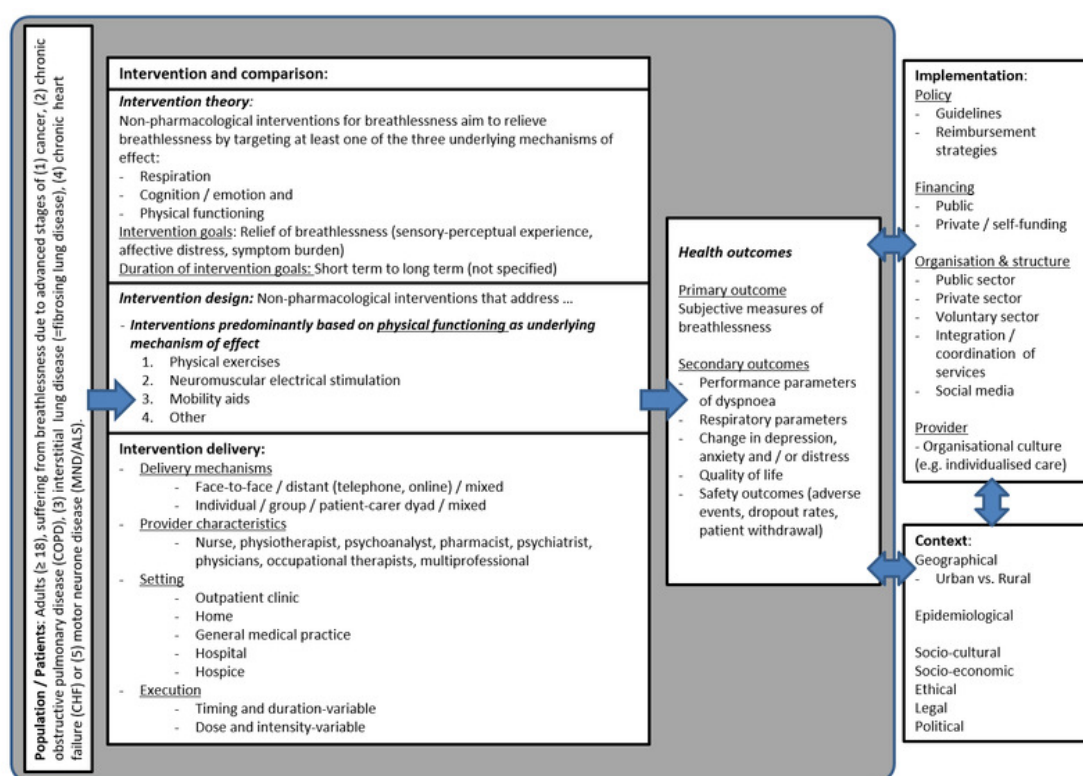 Population / Patients: Adults (≥ 18), suffering from breathlessness due to advanced stages of (1) cancer, (2) chronic
obstructive pulmonary disease (COPD), (3) interstitial lung disease (=fibrosing lung disease), (4) chronic heart
failure (CHF) or (5) motor neurone disease (MND/ALS).
Intervention and comparison:
Intervention theory:
Non-pharmacological interventions for breathlessness aim to relieve
breathlessness by targeting at least one of the three underlying mechanisms of
effect:
- Respiration
- Cognition / emotion and
- Physical functioning
Intervention goals: Relief of breathlessness (sensory-perceptual experience,
affective distress, symptom burden)
Duration of intervention goals: Short term to long term (not specified)
Intervention design: Non-pharmacological interventions that address ...
- Interventions predominantly based on physical functioning as underlying
mechanism of effect
1. Physical exercises
2. Neuromuscular electrical stimulation
3. Mobility aids
4. Other
Intervention delivery:
- Delivery mechanisms
- Face-to-face / distant (telephone, online) / mixed
- Individual / group / patient-carer dyad / mixed
- Provider characteristics
- Nurse, physiotherapist, psychoanalyst, pharmacist, psychiatrist,
physicians, occupational therapists, multiprofessional
- Setting
- Outpatient clinic
- Home
- General medical practice
- Hospital
- Hospice
- Execution
- Timing and duration-variable
- Dose and intensity-variable
Health outcomes
Primary outcome
Subjective measures of
breathlessness
Secondary outcomes
- Performance parameters
of dyspnoea
- Respiratory parameters
- Change in depression,
anxiety and / or distress
- Quality of life
- Safety outcomes (adverse
events, dropout rates,
patient withdrawal)
Implementation:
Policy
- Guidelines
- Reimbursement
strategies
Financing
- Public
- Private / self-funding
Organisation & structure
- Public sector
- Private sector
- Voluntary sector
- Integration /
coordination of
services
- Social media
Provider
- Organisational culture
(e.g. individualised care)
Context:
Geographical
- Urban vs. Rural
Epidemiological
Socio-cultural
Socio-economic
Ethical
Legal
Political